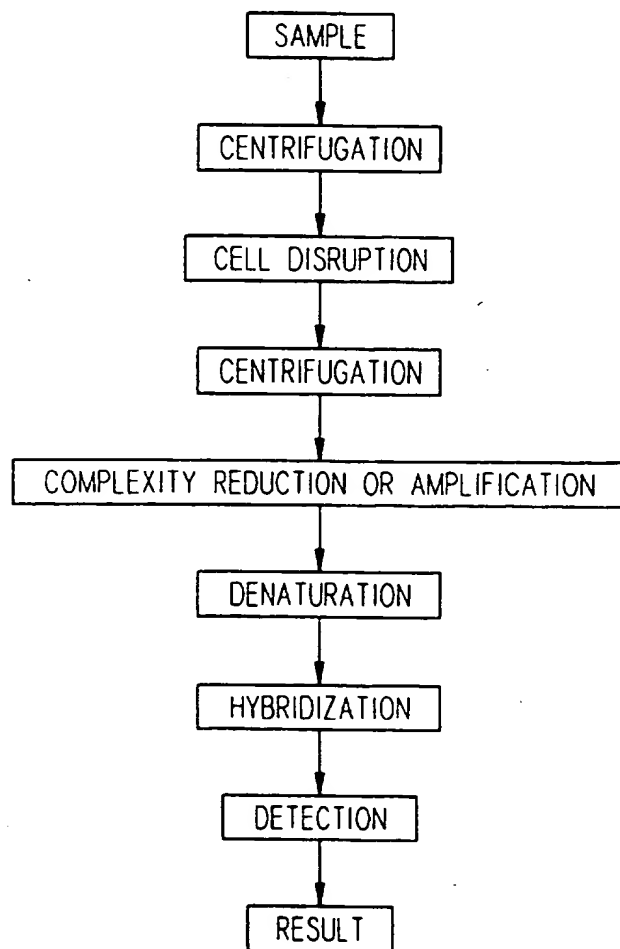 SAMPLE
CENTRIFUGATION
CELL DISRUPTION
CENTRIFUGATION
COMPLEXITY REDUCTION OR AMPLIFICATION
DENATURATION
HYBRIDIZATION
DETECTION
RESULT